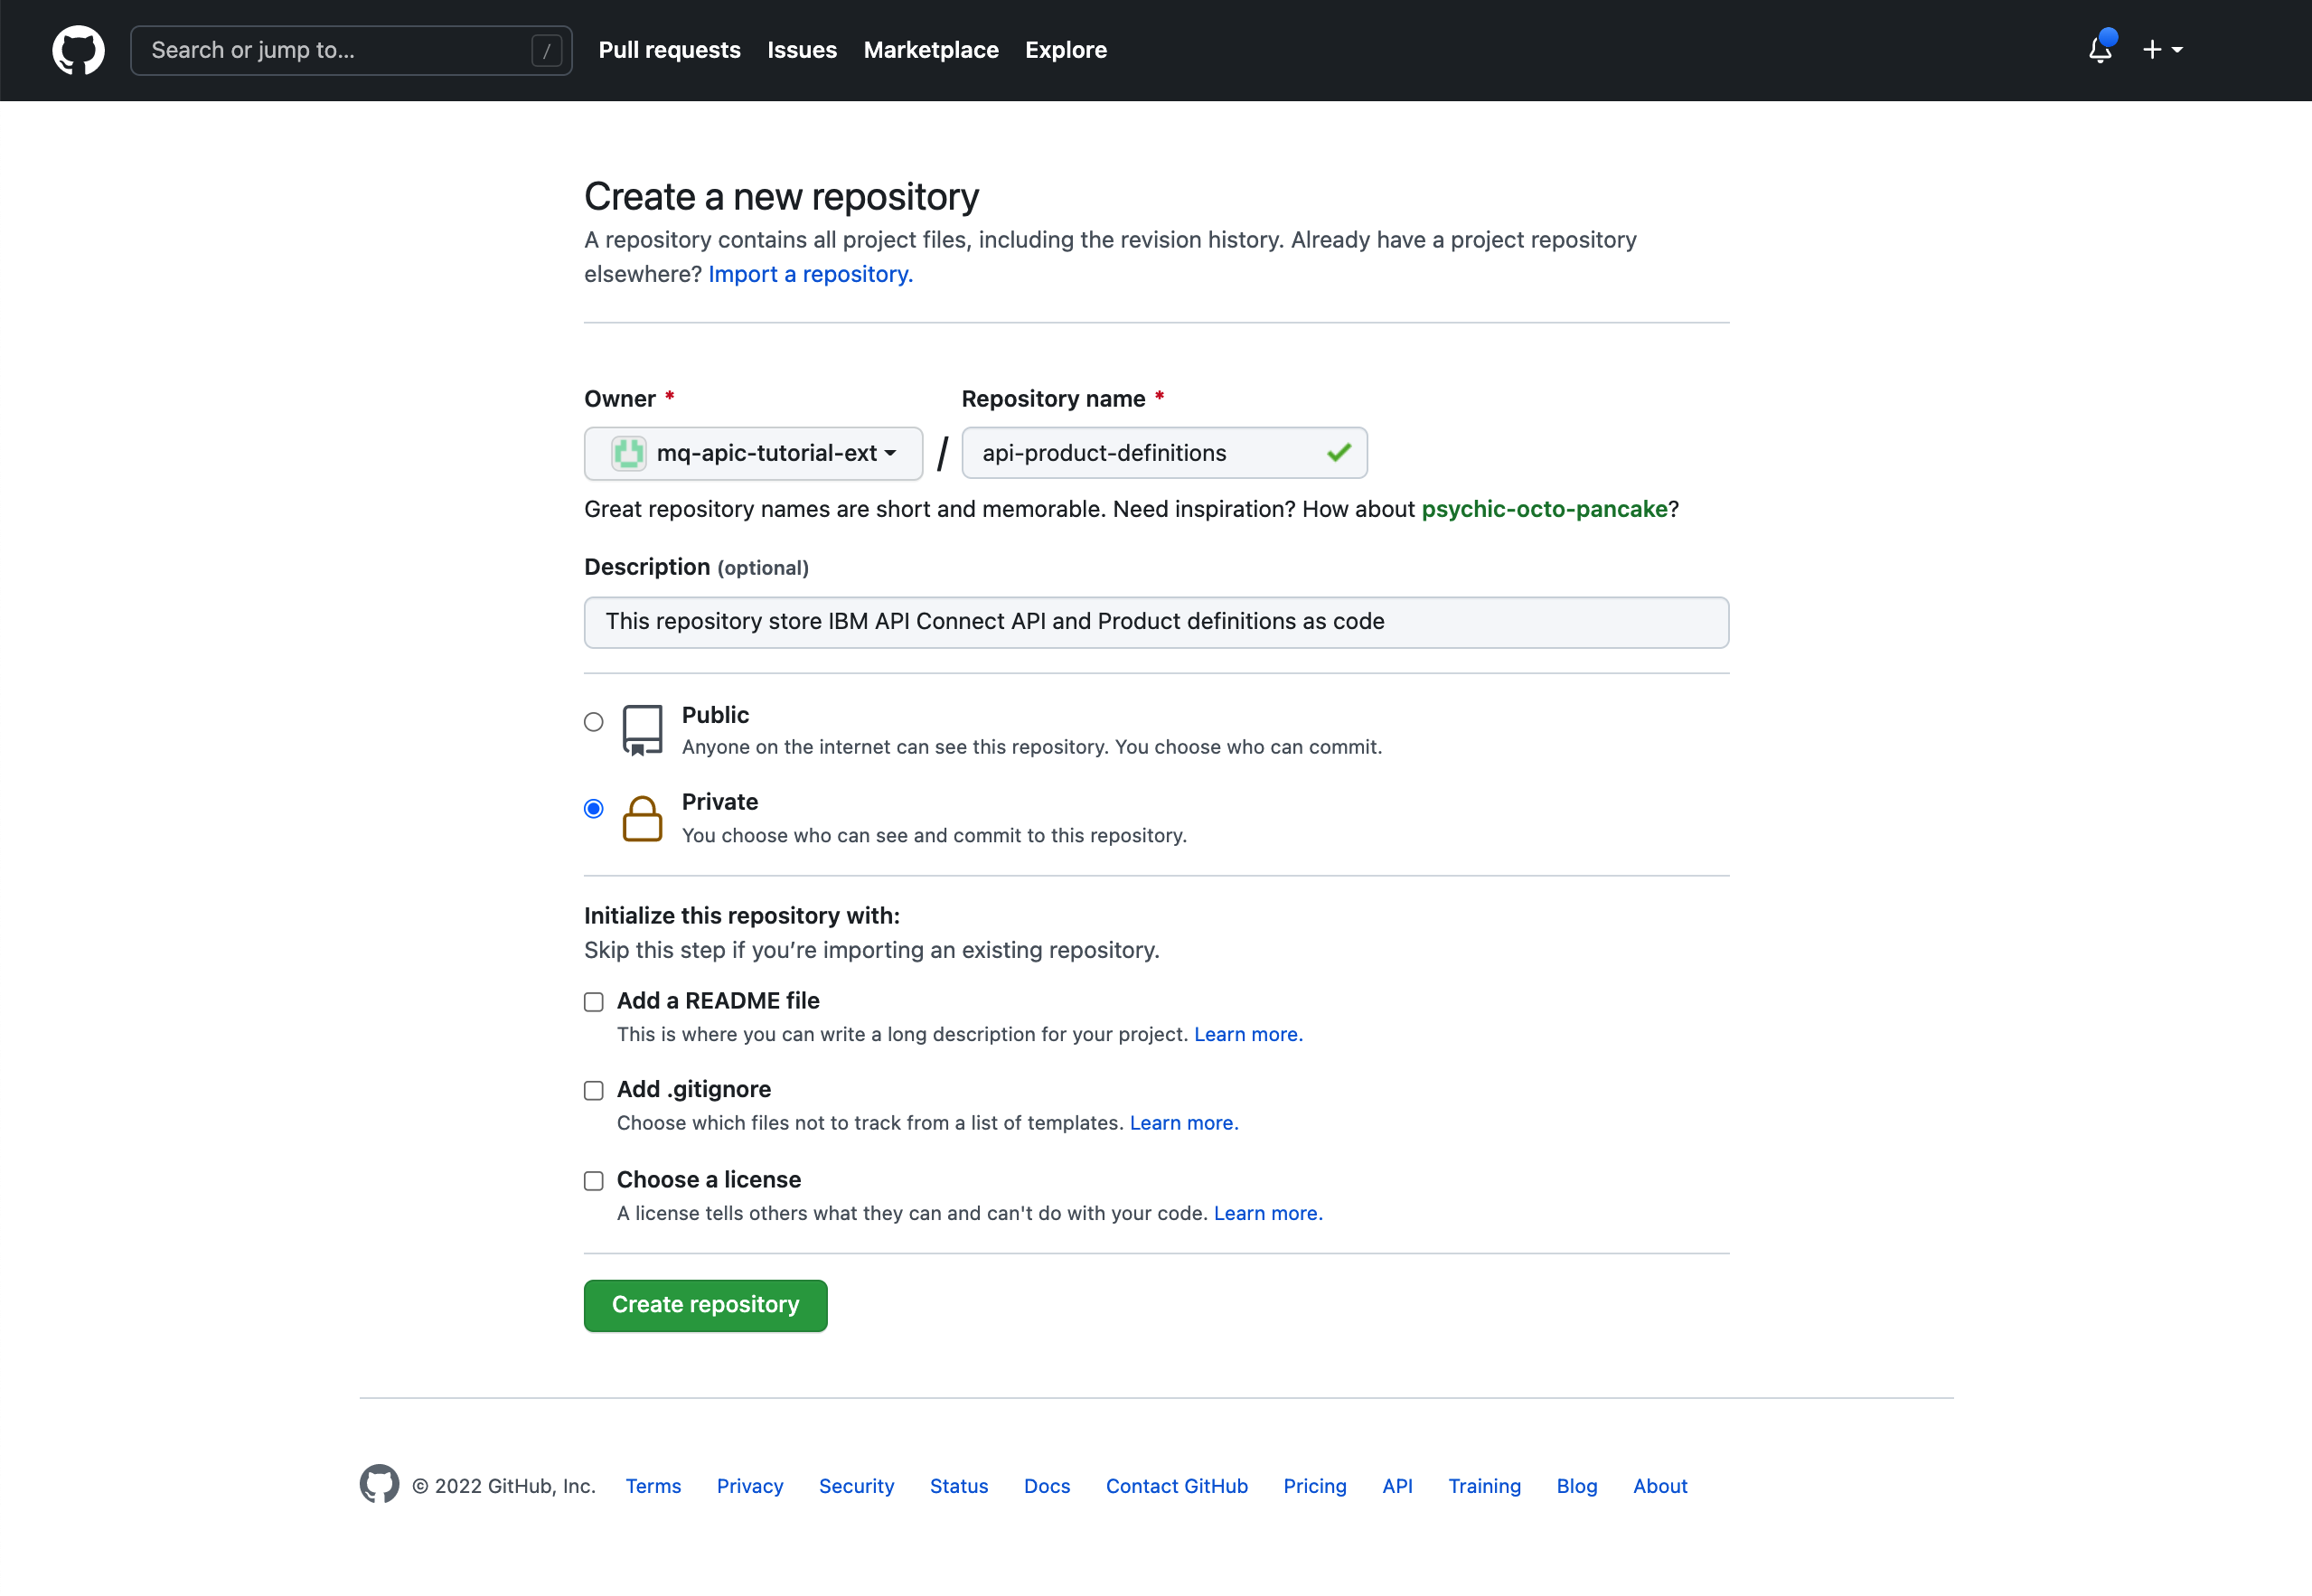 Search or jump to... /
Pull requests Issues Marketplace Explore
Create a new repository
A repository contains all project files, including the revision history. Already have a project repository
elsewhere? Import a repository.
Owner * Repository name *
mq-apic-tutorial-ext / api-product-definitions
Great repository names are short and memorable. Need inspiration? How about psychic-octo-pancake?
Description (optional)
This repository store IBM API Connect API and Product definitions as code
Public
Anyone on the internet can see this repository. You choose who can commit.
Private
You choose who can see and commit to this repository.
Initialize this repository with:
Skip this step if you’re importing an existing repository.
Add a README file
This is where you can write a long description for your project. Learn more.
Add .gitignore
Choose which files not to track from a list of templates. Learn more.
Choose a license
A license tells others what they can and can't do with your code. Learn more.
Create repository
© 2022 GitHub, Inc. Terms Privacy Security Status Docs Contact GitHub Pricing API Training Blog About